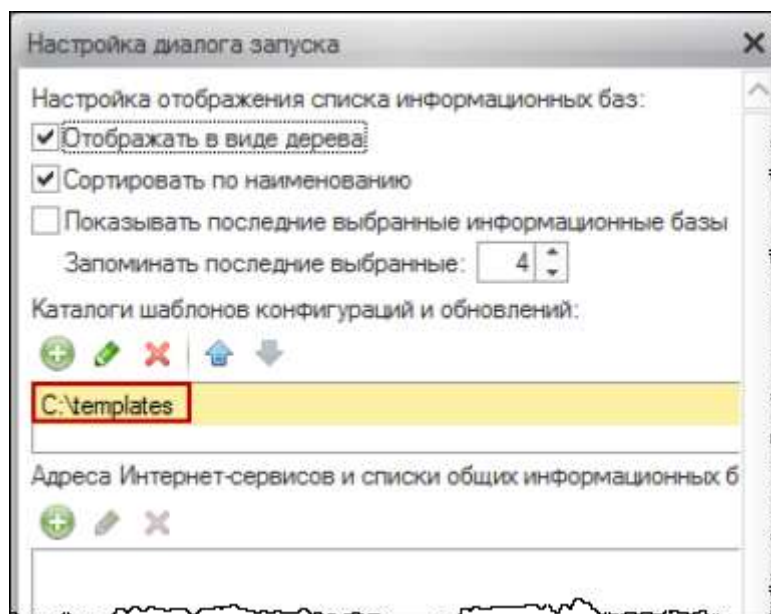 Настройка диалога запуска
Настройка отображения списка информационных баз:
Отображать в виде дерева
Сортировать по наименованию
Показывать последние выбранные информационные базы
Запоминать последние выбранные: 4
Каталоги шаблонов конфигураций и обновлений:
C:\templates
Адреса Интернет-сервисов и списки общих информационных б